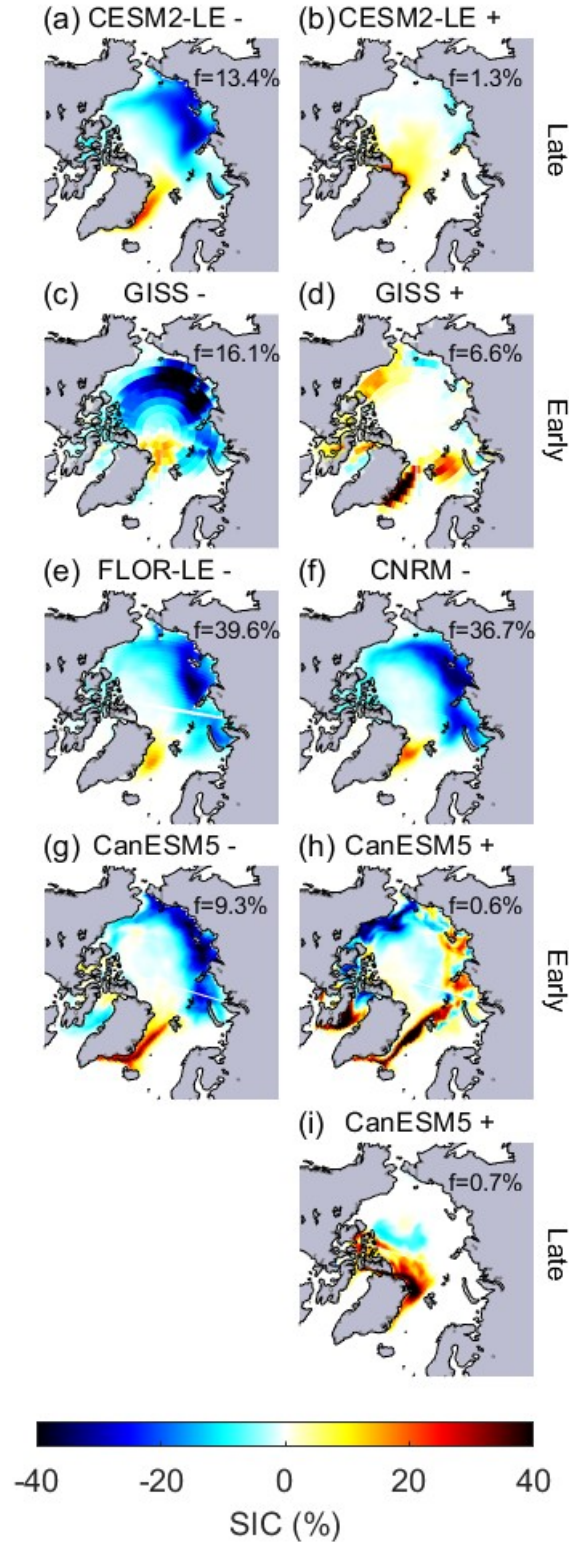 (a) CESM2-LE -
(b) CESM2-LE +
f=13.4%
f=1.3%
Late
(c) GISS -
(d) GISS +
f=16.1%
f=6.6%
Early
(e) FLOR-LE -
(f) CNRM -
f=39.6%
f=36.7%
(g) CanESM5 -
(h) CanESM5 +
f=9.3%
f=0.6%
Early
(i) CanESM5 +
f=0.7%
Late
-40 -20 0 20 40
SIC (%)